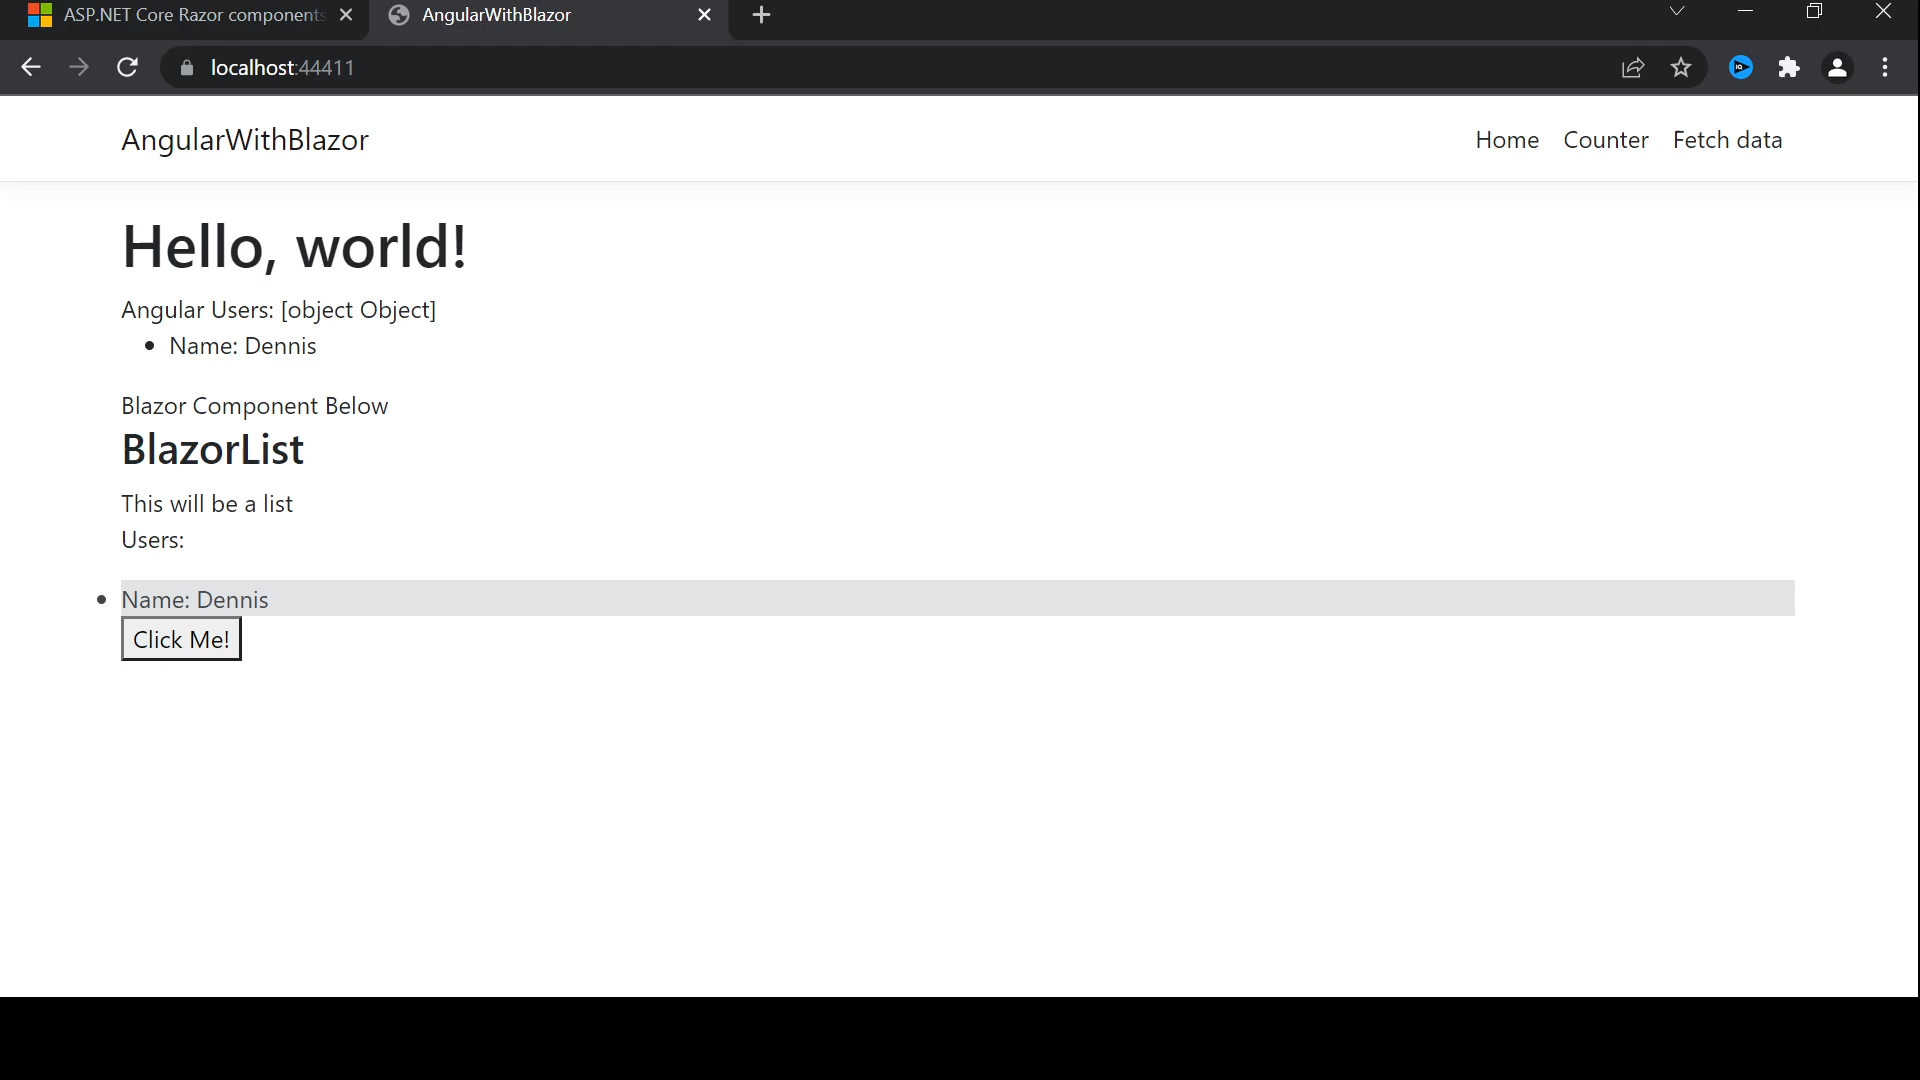 ASP.NET Core Razor components
AngularWithBlazor
localhost:44411
AngularWithBlazor
Home Counter Fetch data
Hello, world!
Angular Users: [object Object]
• Name: Dennis
Blazor Component Below
BlazorList
This will be a list
Users:
• Name: Dennis
Click Me!